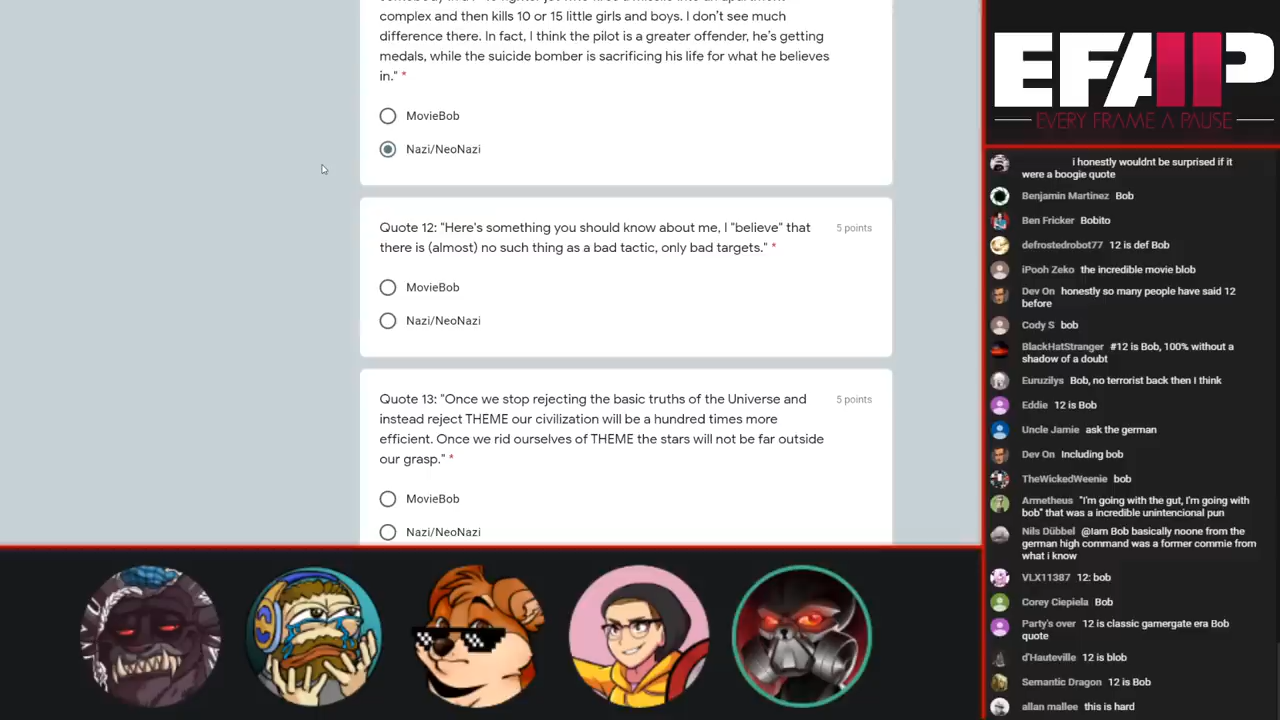 complex and then kills 10 or 15 little girls and boys. I don't see much
difference there. In fact, I think the pilot is a greater offender, he's getting
medals, while the suicide bomber is sacrificing his life for what he believes
in." *
MovieBob
Nazi/NeoNazi
Quote 12: "Here's something you should know about me, I "believe" that
there is (almost) no such thing as a bad tactic, only bad targets." *
5 points
MovieBob
Nazi/NeoNazi
Quote 13: "Once we stop rejecting the basic truths of the Universe and
instead reject THEME our civilization will be a hundred times more
efficient. Once we rid ourselves of THEME the stars will not be far outside
our grasp." *
5 points
MovieBob
Nazi/NeoNazi
EFAP
EVERY FRAME A PAUSE
i honestly wouldnt be surprised if it
were a boogie quote
Benjamin Martinez Bob
Ben Fricker Bobito
defrostedrobot77 12 is def Bob
iPooh Zeko the incredible movie blob
Dev On honestly so many people have said 12
before
Cody S bob
BlackHatStranger #12 is Bob, 100% without a
shadow of a doubt
Euruzilys Bob, no terrorist back then I think
Eddie 12 is Bob
Uncle Jamie ask the german
Dev On Including bob
TheWickedWeenie bob
Armetheus "I'm going with the gut, I'm going with
bob" that was a incredible unintencional pun
Nils Dübbel @Iam Bob basically noone from the
german high command was a former commie from
what i know
VLX11387 12: bob
Corey Ciepiela Bob
Party's over 12 is classic gamergate era Bob
quote
d'Hauteville 12 is blob
Semantic Dragon 12 is Bob
allan mallee this is hard